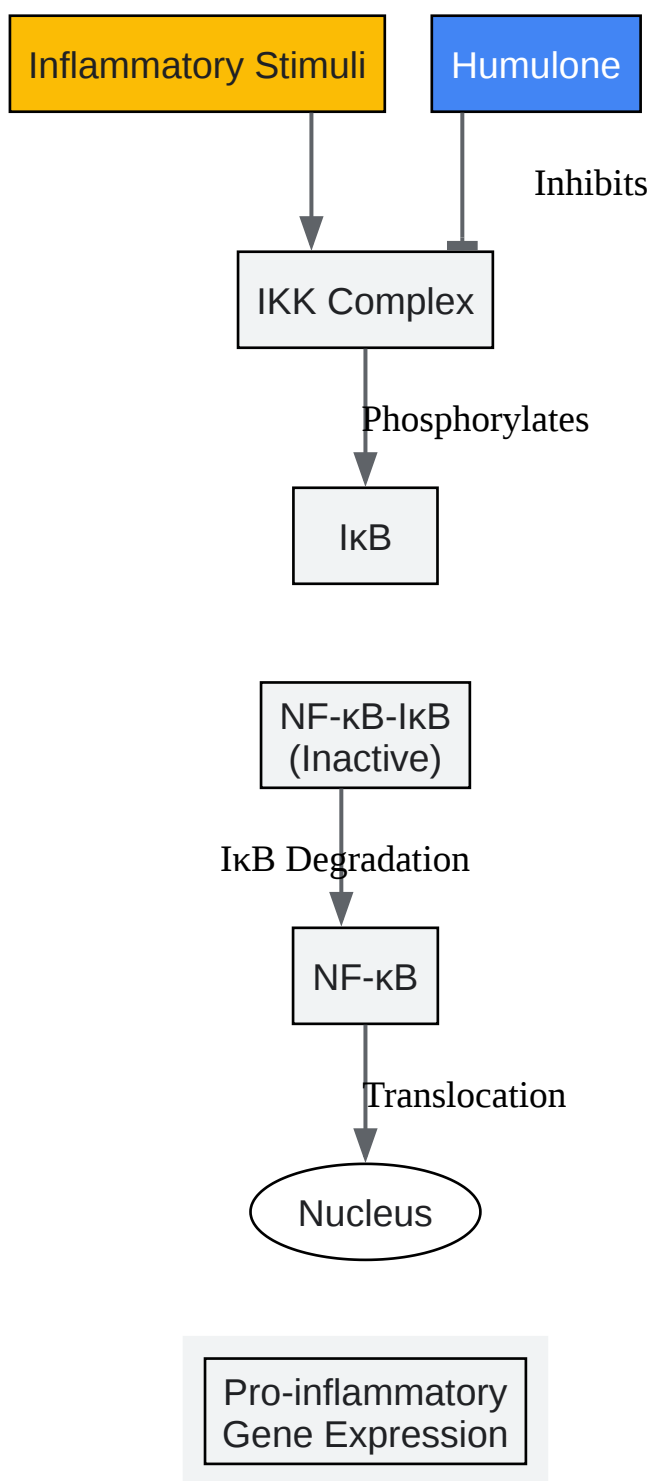 Inflammatory Stimuli
Humulone
Inhibits
IKK Complex
Phosphorylates
IκB
NF-κB-IκB
(Inactive)
IκB Degradation
NF-κB
Translocation
Nucleus
Pro-inflammatory
Gene Expression